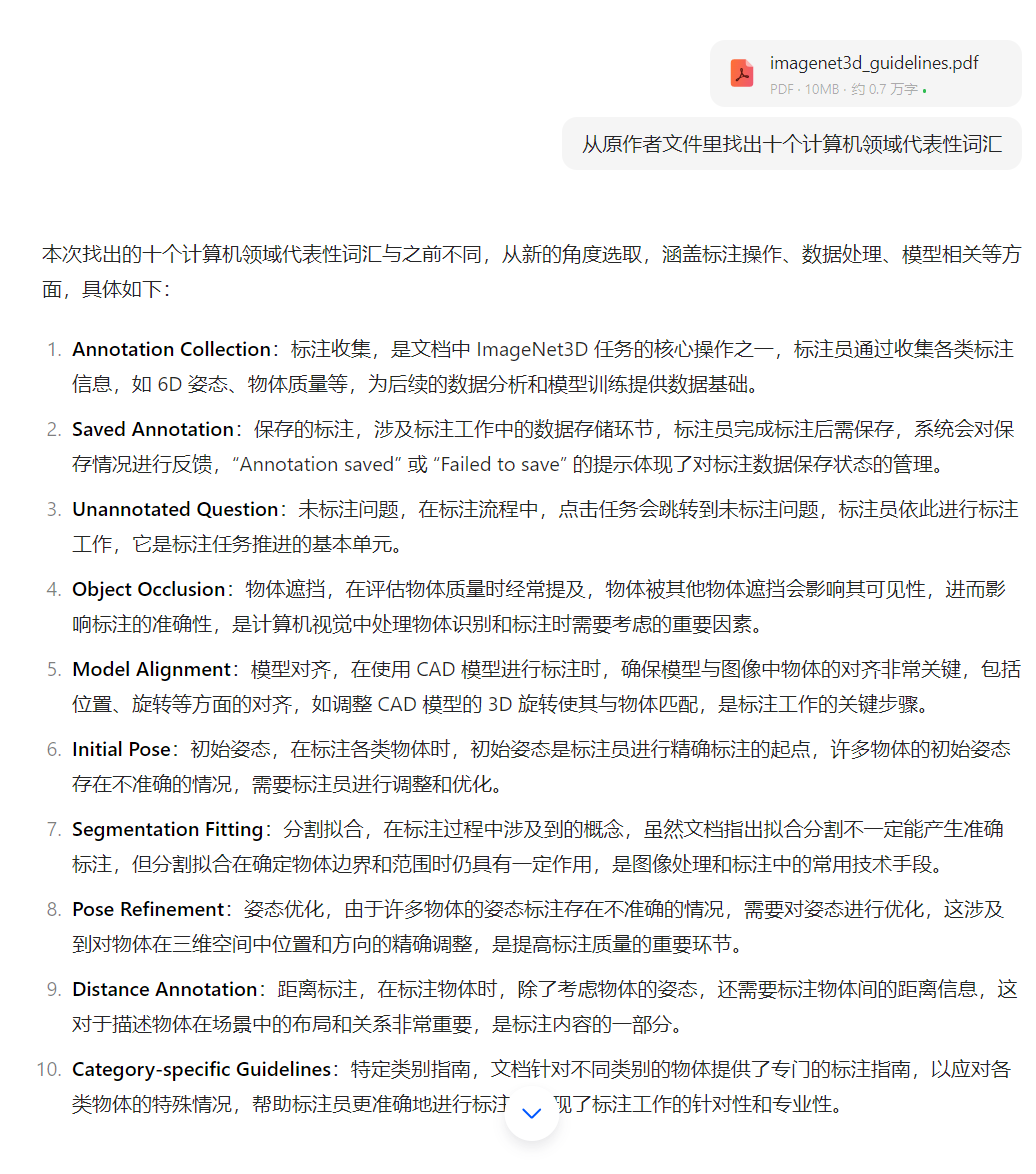 imagenet3d_guidelines.pdf
PDF · 10MB · 约 0.7 万字
从原作者文件里找出十个计算机领域代表性词汇
本次找出的十个计算机领域代表性词汇与之前不同，从新的角度选取，涵盖标注操作、数据处理、模型相关等方
面，具体如下：
1. Annotation Collection：标注收集，是文档中 ImageNet3D 任务的核心操作之一，标注员通过收集各类标注
信息，如 6D 姿态、物体质量等，为后续的数据分析和模型训练提供数据基础。
2. Saved Annotation：保存的标注，涉及标注工作中的数据存储环节，标注员完成标注后需保存，系统会对保
存情况进行反馈，“Annotation saved” 或 “Failed to save” 的提示体现了对标注数据保存状态的管理。
3. Unannotated Question：未标注问题，在标注流程中，点击任务会跳转到未标注问题，标注员依此进行标注
工作，它是标注任务推进的基本单元。
4. Object Occlusion：物体遮挡，在评估物体质量时经常提及，物体被其他物体遮挡会影响其可见性，进而影
响标注的准确性，是计算机视觉中处理物体识别和标注时需要考虑的重要因素。
5. Model Alignment：模型对齐，在使用 CAD 模型进行标注时，确保模型与图像中物体的对齐非常关键，包括
位置、旋转等方面的对齐，如调整 CAD 模型的 3D 旋转使其与物体匹配，是标注工作的关键步骤。
6. Initial Pose：初始姿态，在标注各类物体时，初始姿态是标注员进行精确标注的起点，许多物体的初始姿态
存在不准确的情况，需要标注员进行调整和优化。
7. Segmentation Fitting：分割拟合，在标注过程中涉及到的概念，虽然文档指出拟合分割不一定能产生准确
标注，但分割拟合在确定物体边界和范围时仍具有一定作用，是图像处理和标注中的常用技术手段。
8. Pose Refinement：姿态优化，由于许多物体的姿态标注存在不准确的情况，需要对姿态进行优化，这涉及
到对物体在三维空间中位置和方向的精确调整，是提高标注质量的重要环节。
9. Distance Annotation：距离标注，在标注物体时，除了考虑物体的姿态，还需要标注物体间的距离信息，这
对于描述物体在场景中的布局和关系非常重要，是标注内容的一部分。
10. Category-specific Guidelines：特定类别指南，文档针对不同类别的物体提供了专门的标注指南，以应对各
类物体的特殊情况，帮助标注员更准确地进行标注 现了标注工作的针对性和专业性。